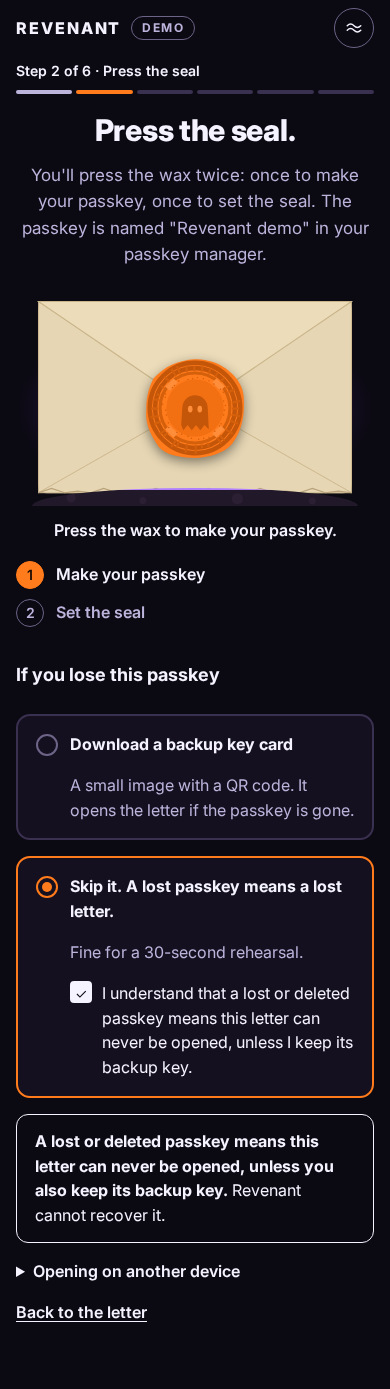 REVENANT DEMO
Step 2 of 6 · Press the seal
Press the seal.
You'll press the wax twice: once to make
your passkey, once to set the seal. The
passkey is named "Revenant demo" in your
passkey manager.
Press the wax to make your passkey.
1 Make your passkey
2 Set the seal
If you lose this passkey
Download a backup key card
A small image with a QR code. It
opens the letter if the passkey is gone.
Skip it. A lost passkey means a lost
letter.
Fine for a 30-second rehearsal.
I understand that a lost or deleted
passkey means this letter can
never be opened, unless I keep its
backup key.
A lost or deleted passkey means this
letter can never be opened, unless you
also keep its backup key. Revenant
cannot recover it.
Opening on another device
Back to the letter